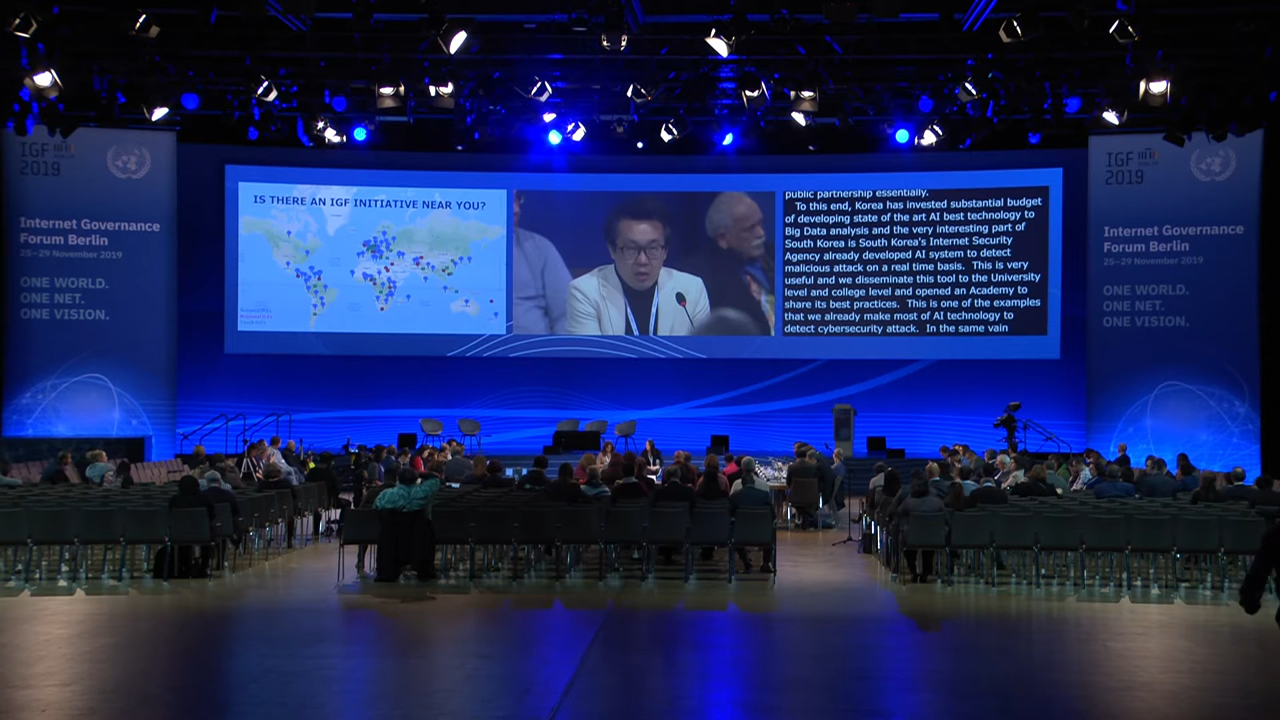 IGF
2019
Internet Governance
Forum Berlin
25–29 November 2019
ONE WORLD.
ONE NET.
ONE VISION.
IS THERE AN IGF INITIATIVE NEAR YOU?
public partnership essentially.
To this end, Korea has invested substantial budget
of developing state of the art AI best technology to
Big Data analysis and the very interesting part of
South Korea is South Korea's Internet Security
Agency already developed AI system to detect
malicious attack on a real time basis. This is very
useful and we disseminate this tool to the University
level and college level and opened an Academy to
share its best practices. This is one of the examples
that we already make most of AI technology to
detect cybersecurity attack. In the same vain
IGF
2019
Internet Governance
Forum Berlin
25–29 November 2019
ONE WORLD.
ONE NET.
ONE VISION.